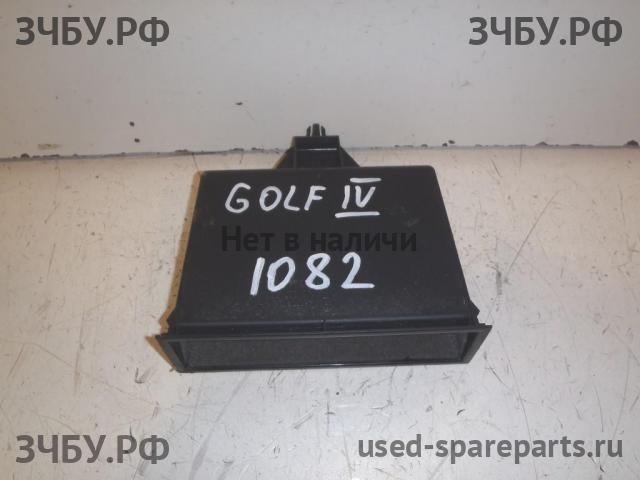 ЗЧБУ.РФ ЗЧБУ.РФ
GOLF IV
Нет в наличи
1082
ЗЧБУ.РФ used-spareparts.ru